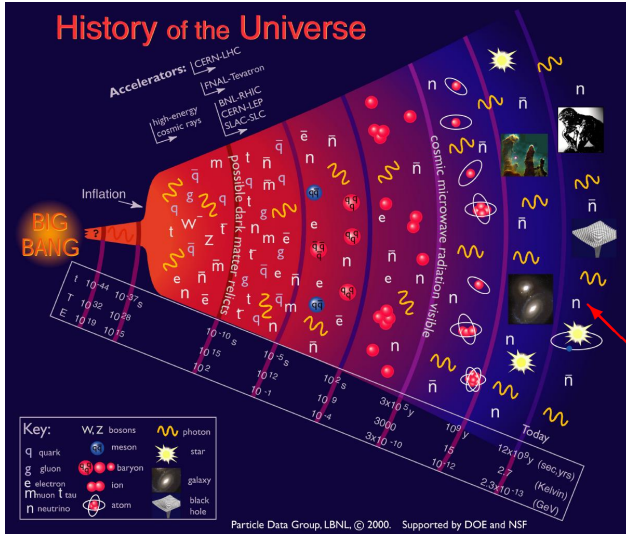 History of the Universe
Accelerators:
CERN-LHC
FNAL-Tevatron
BNL-RHIC
CERN-LEP
SLAC-SLC
high-energy
cosmic rays
Inflation
BIG
BANG
?
possible dark matter relicts
cosmic microwave radiation visible
t 10⁻⁴⁴ 10⁻³⁷ s 10⁻¹⁰ s 10⁻⁵ s 10² s 3x10⁵ y 10⁹ y 12x10⁹ y (sec, yrs)
T 10³² 10²⁸ 10¹⁵ 10¹² 10⁹ 3000 15 2.7 (Kelvin)
E 10¹⁹ 10¹⁵ 10² 10⁻¹ 10⁻⁴ 3x10⁻¹⁰ 10⁻¹² 2.3x10⁻¹³ (GeV)
Today
Key:
q quark
g gluon
e electron
m muon t tau
n neutrino
W, Z bosons
meson
baryon
ion
atom
photon
star
galaxy
black
hole
Particle Data Group, LBNL, © 2000. Supported by DOE and NSF